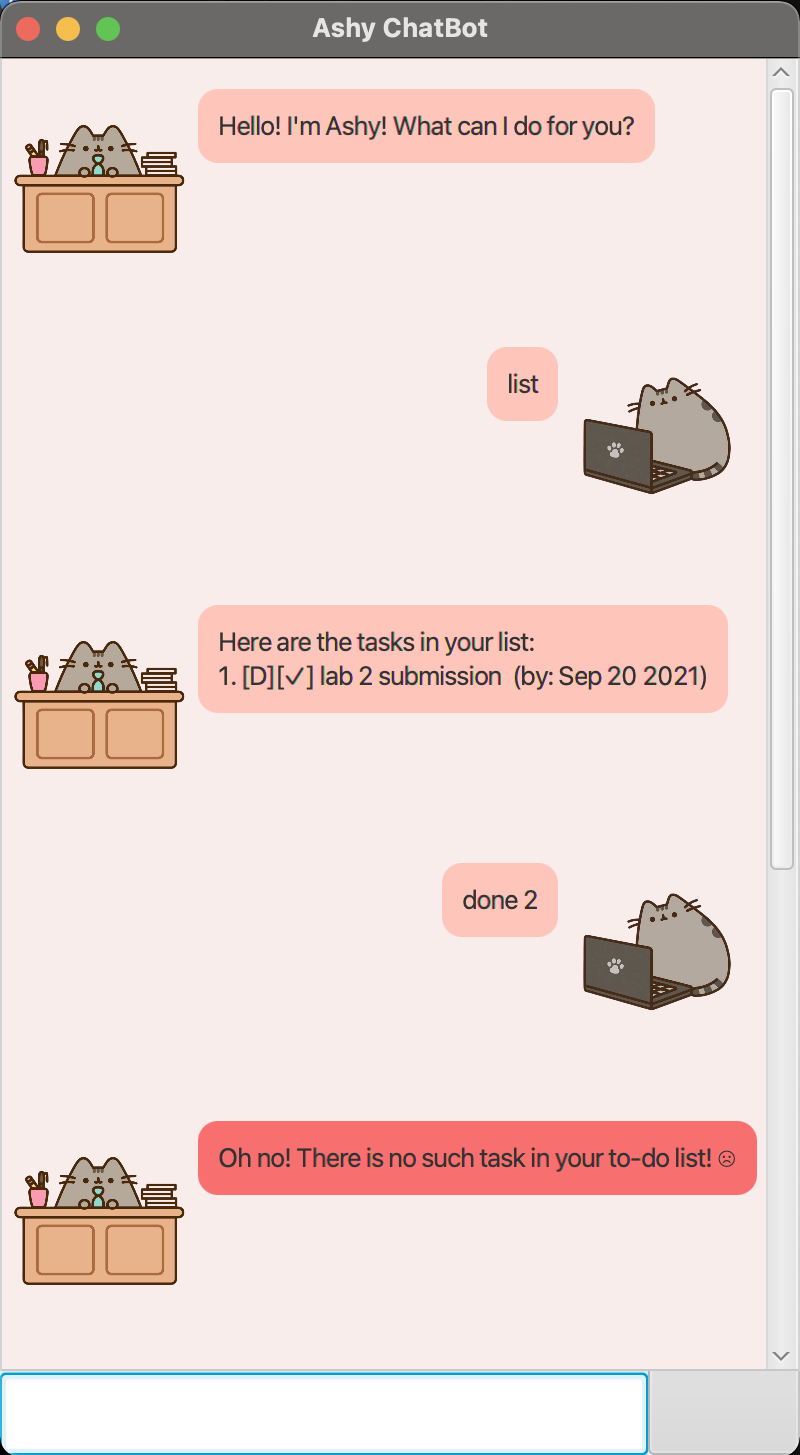 Ashy ChatBot
Hello! I'm Ashy! What can I do for you?
list
Here are the tasks in your list:
1. [D][✓] lab 2 submission  (by: Sep 20 2021)
done 2
Oh no! There is no such task in your to-do list! ☹